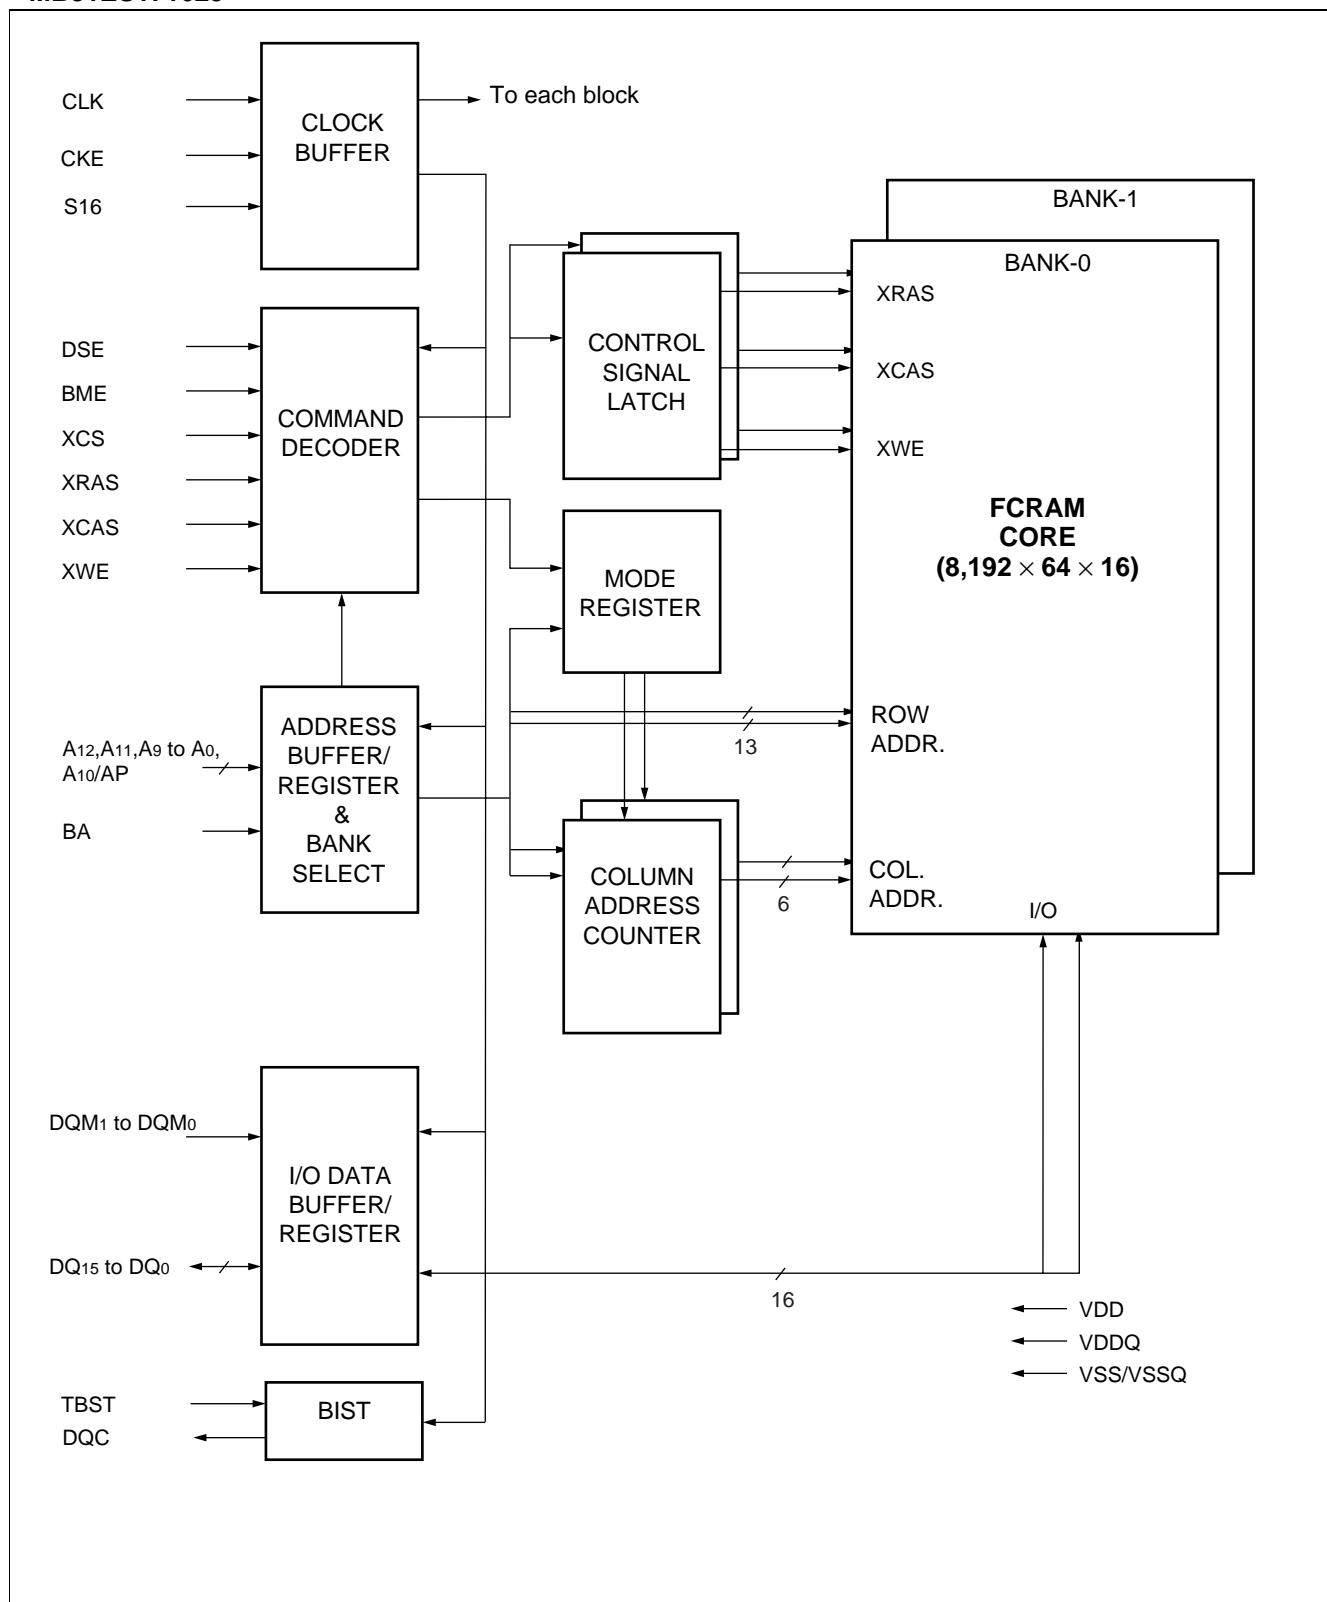 CLK
CKE
S16
CLOCK
BUFFER
To each block
BANK-1
BANK-0
XRAS
XCAS
XWE
FCRAM
CORE
(8,192 × 64 × 16)
ROW
ADDR.
COL.
ADDR.
I/O
DSE
BME
XCS
XRAS
XCAS
XWE
COMMAND
DECODER
CONTROL
SIGNAL
LATCH
MODE
REGISTER
A12,A11,A9 to A0,
A10/AP
BA
ADDRESS
BUFFER/
REGISTER
&
BANK
SELECT
13
COLUMN
ADDRESS
COUNTER
6
DQM1 to DQM0
DQ15 to DQ0
I/O DATA
BUFFER/
REGISTER
16
VDD
VDDQ
VSS/VSSQ
TBST
DQC
BIST